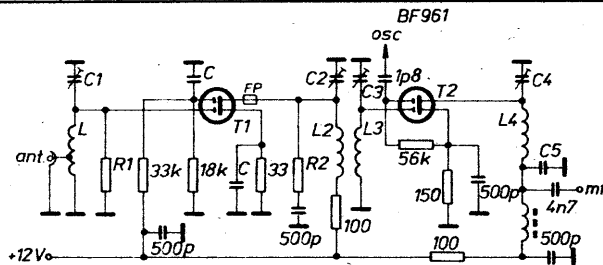 BF961
osc
C1
C
C2
C3
1p8
T2
C4
FP
T1
L
L2
L3
L4
ant.
R1
33k
18k
C
33
R2
56k
C5
150
500p
4n7
mf
500p
500p
100
+12V
100
500p